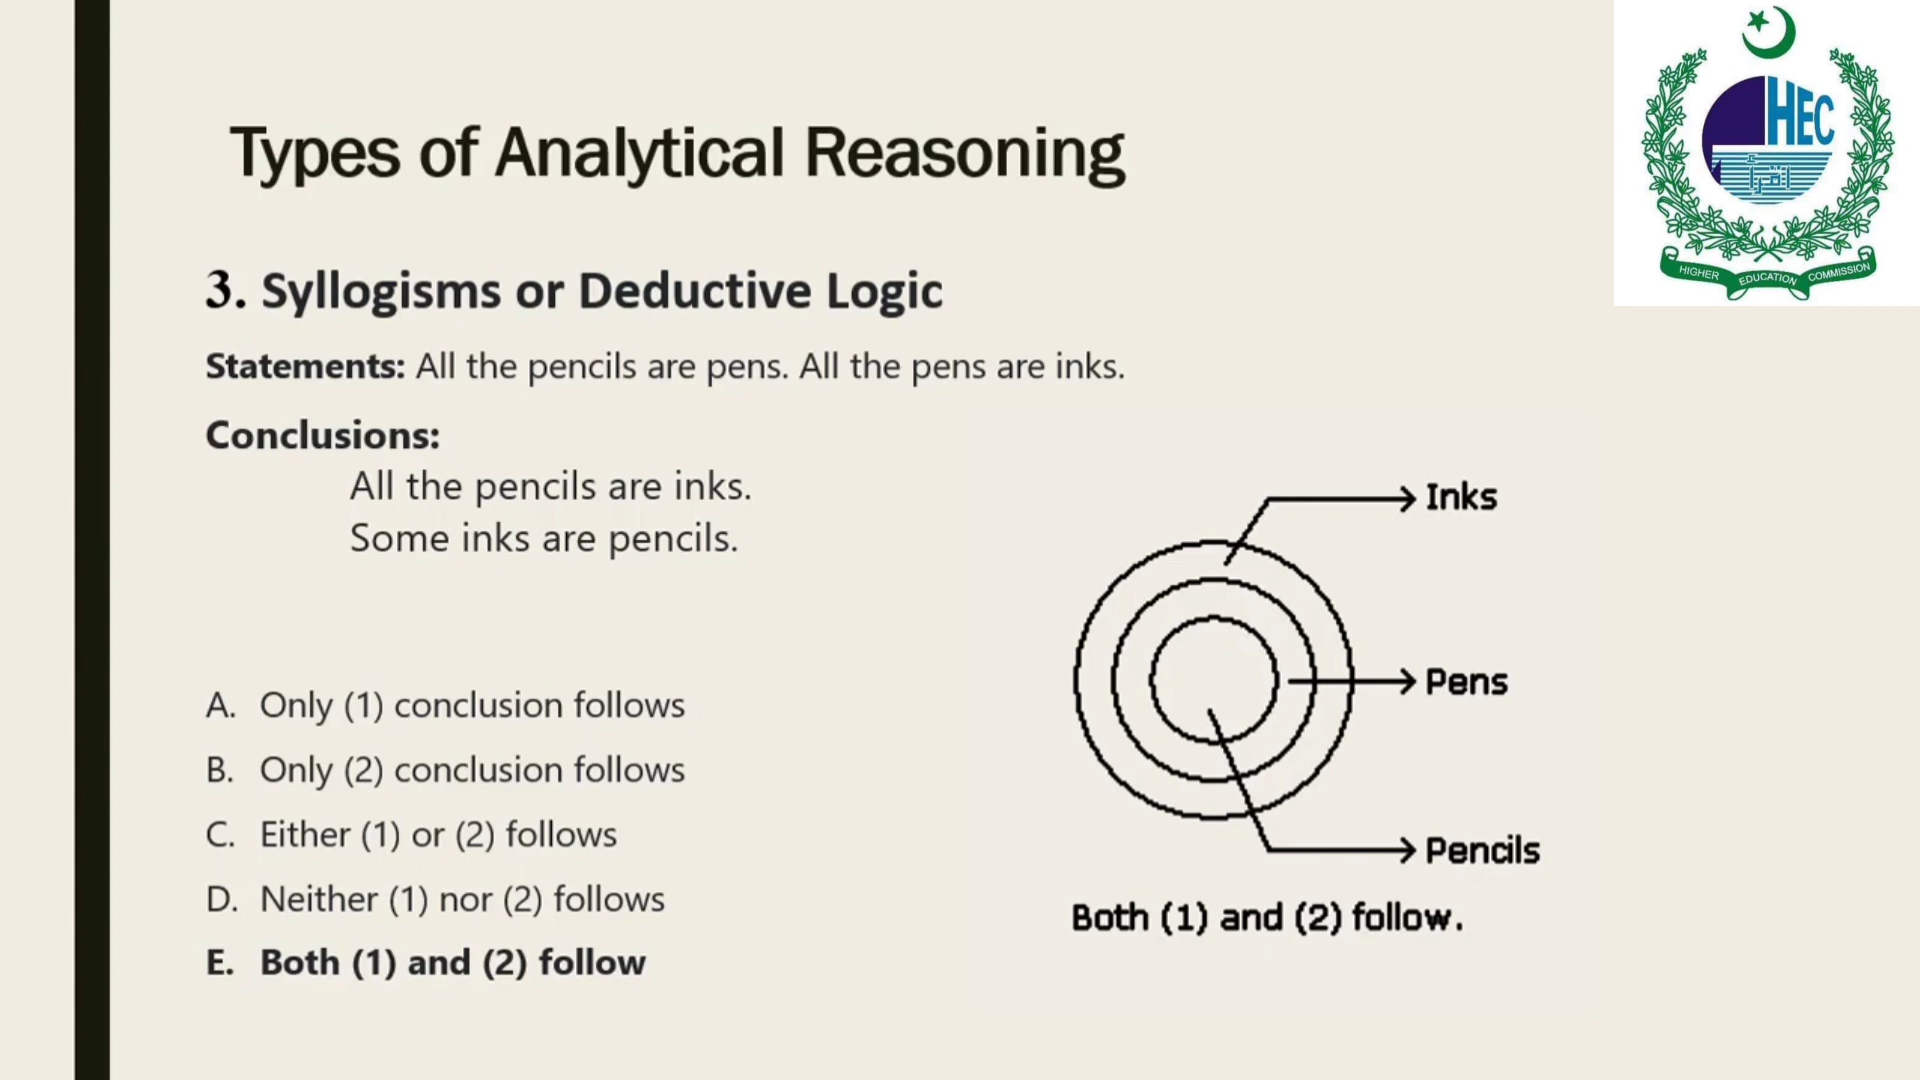 Types of Analytical Reasoning
HEC
اقرأ
HIGHER EDUCATION COMMISSION
3. Syllogisms or Deductive Logic
Statements: All the pencils are pens. All the pens are inks.
Conclusions:
All the pencils are inks.
Some inks are pencils.
A. Only (1) conclusion follows
B. Only (2) conclusion follows
C. Either (1) or (2) follows
D. Neither (1) nor (2) follows
E. Both (1) and (2) follow
Inks
Pens
Pencils
Both (1) and (2) follow.